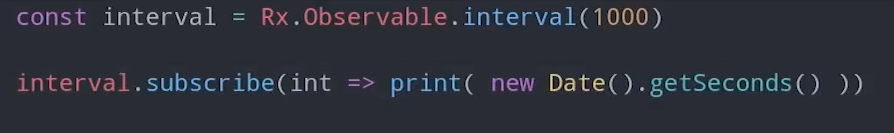 const interval = Rx.Observable.interval(1000)
interval.subscribe(int => print( new Date().getSeconds() ))